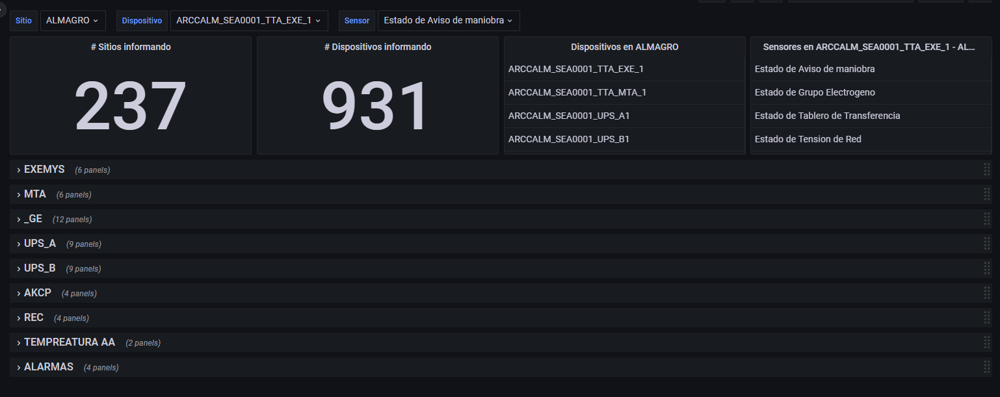 Sitio ALMAGRO Dispositivo ARCCALM_SEA0001_TTA_EXE_1 Sensor Estado de Aviso de maniobra
# Sitios informando
237
# Dispositivos informando
931
Dispositivos en ALMAGRO
ARCCALM_SEA0001_TTA_EXE_1
ARCCALM_SEA0001_TTA_MTA_1
ARCCALM_SEA0001_UPS_A1
ARCCALM_SEA0001_UPS_B1
Sensores en ARCCALM_SEA0001_TTA_EXE_1 - AL...
Estado de Aviso de maniobra
Estado de Grupo Electrogeno
Estado de Tablero de Transferencia
Estado de Tension de Red
EXEMYS (6 panels)
MTA (6 panels)
_GE (12 panels)
UPS_A (9 panels)
UPS_B (9 panels)
AKCP (4 panels)
REC (4 panels)
TEMPREATURA AA (2 panels)
ALARMAS (4 panels)